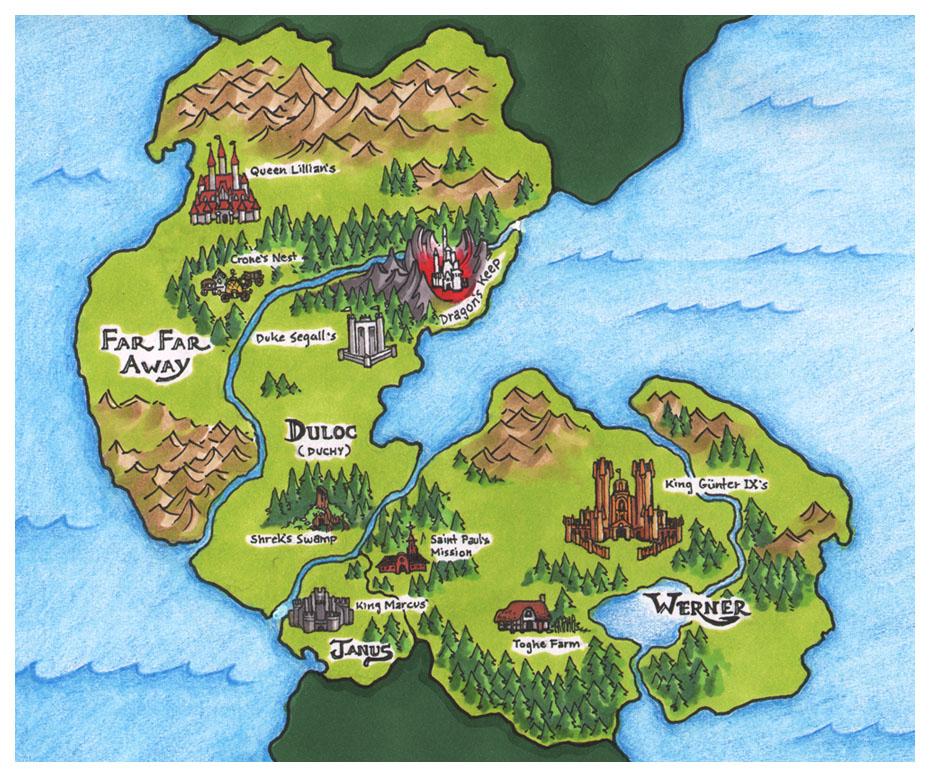 Queen Lillian's
Crone's Nest
Dragon's Keep
Duke Segall's
FAR FAR
AWAY
DULOC
(DUCHY)
King Günter IX's
Shrek's Swamp
Saint Paul's
Mission
King Marcus'
WERNER
Toghe Farm
JANUS